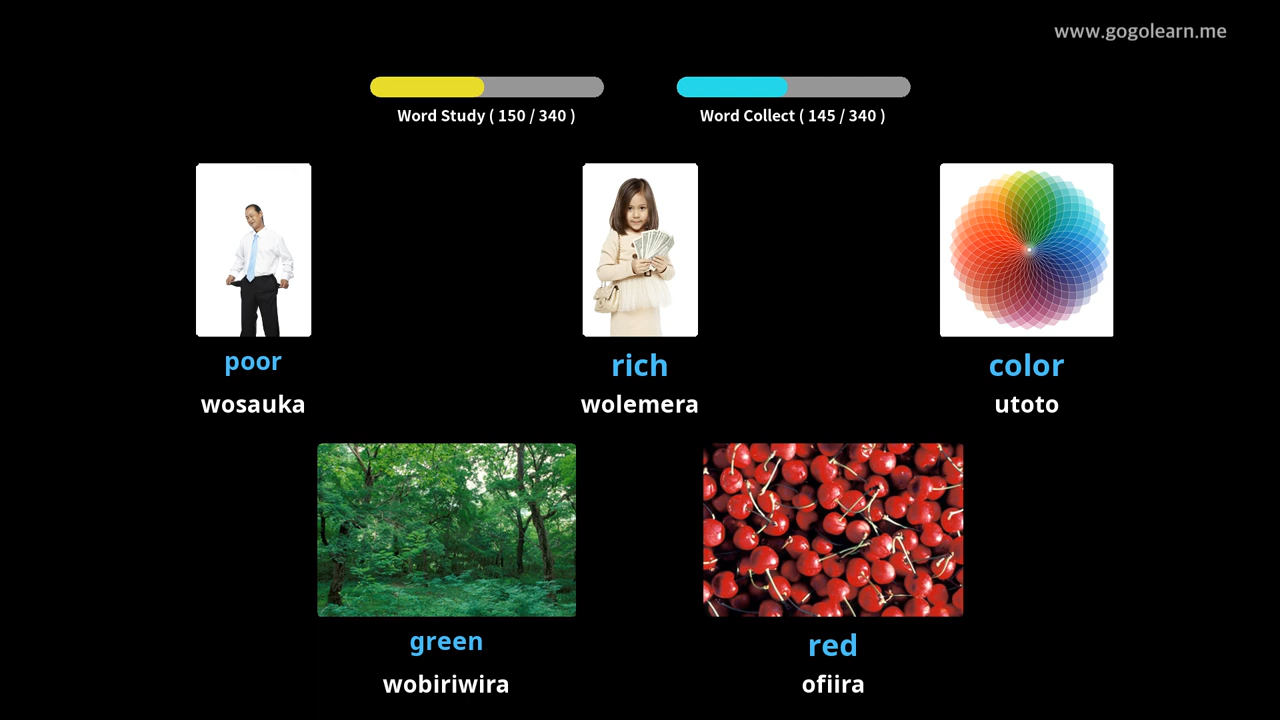 www.gogolearn.me
Word Study ( 150 / 340 )
Word Collect ( 145 / 340 )
poor
rich
color
wosauka
wolemera
utoto
green
red
wobiriwira
ofiira